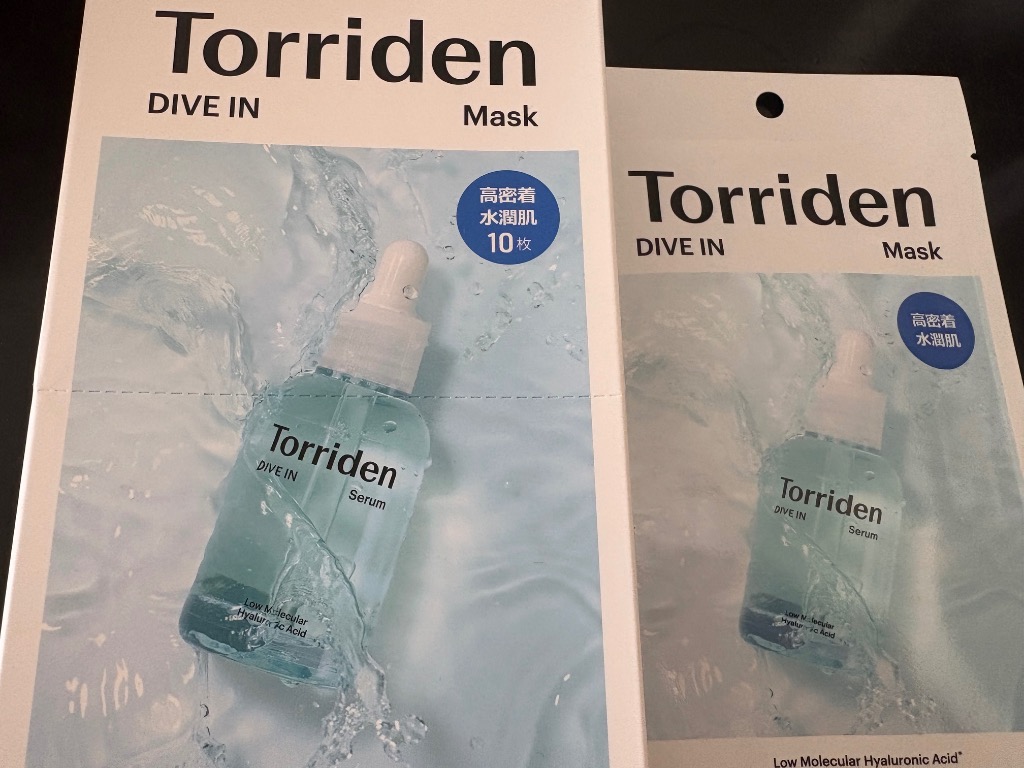 Torriden
DIVE IN Mask
高密着
水潤肌
10枚
Torriden
DIVE IN
Serum
Low Molecular
Hyaluronic Acid
Torriden
DIVE IN Mask
高密着
水潤肌
Torriden
DIVE IN
Serum
Low Molecular
Hyaluronic Acid
Low Molecular Hyaluronic Acid*